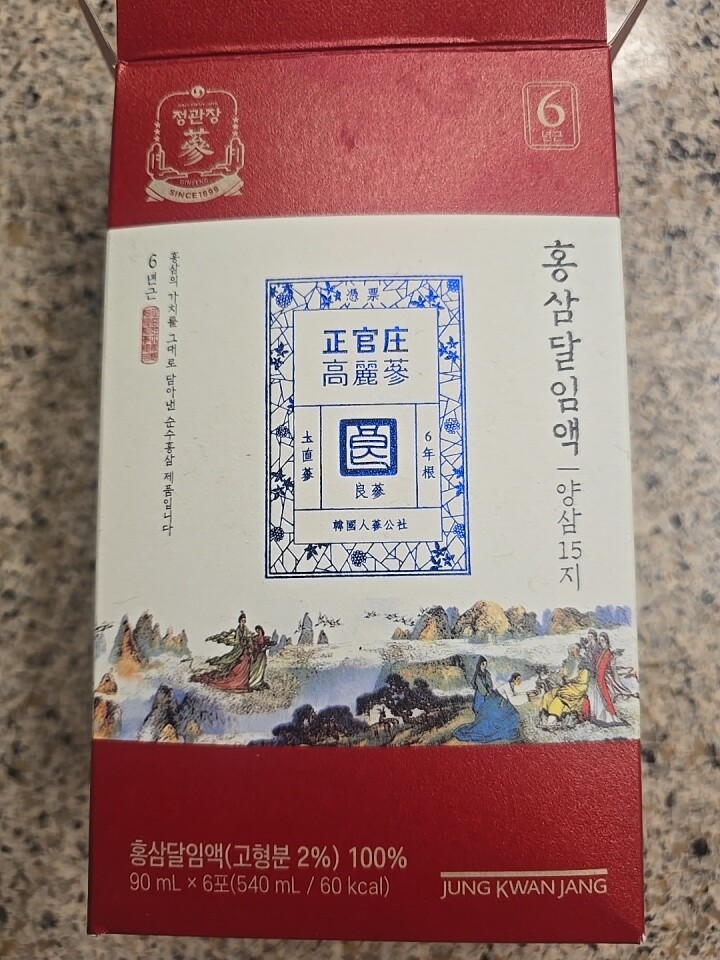 정관장
蔘
GINSENG
SINCE1899
6
년근
홍삼달임액 양삼 15지
홍삼의 가치를 그대로 담아낸 순수홍삼 제품입니다
6년근
憑票
正官庄
高麗蔘
6年根
良
良蔘
土直蔘
韓國人蔘公社
홍삼달임액(고형분 2%) 100%
90 mL × 6포(540 mL / 60 kcal)
JUNG KWAN JANG